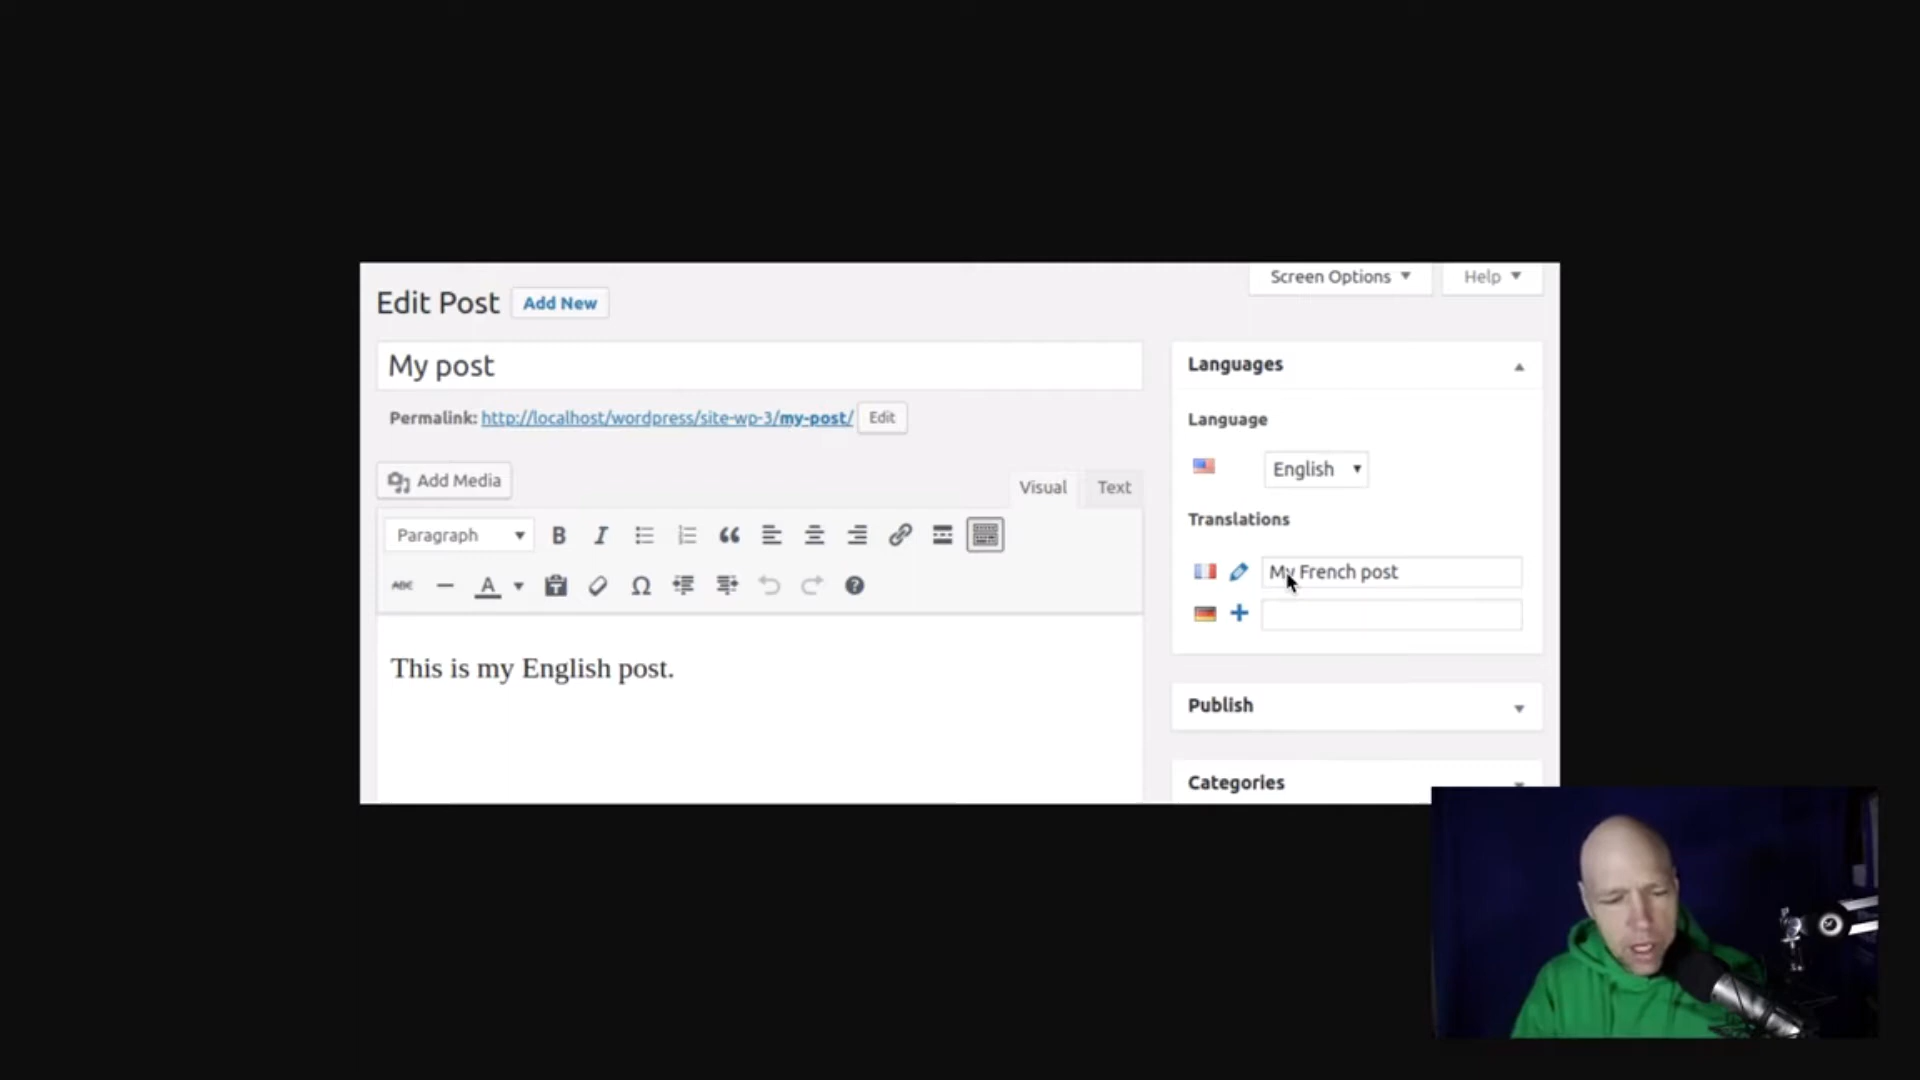 Screen Options Help
Edit Post Add New
My post
Languages
Permalink: http://localhost/wordpress/site-wp-3/my-post/ Edit
Language
English
Add Media
Visual Text
Translations
Paragraph B I
My French post
ABC A Ω ?
This is my English post.
Publish
Categories